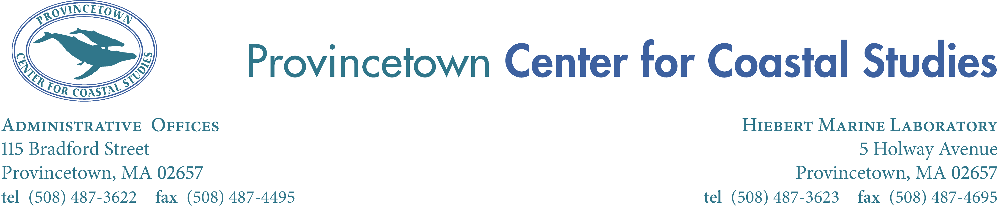 PROVINCETOWN
CENTER FOR COASTAL STUDIES
Provincetown Center for Coastal Studies
Administrative Offices
115 Bradford Street
Provincetown, MA 02657
tel (508) 487-3622 fax (508) 487-4495
Hiebert Marine Laboratory
5 Holway Avenue
Provincetown, MA 02657
tel (508) 487-3623 fax (508) 487-4695